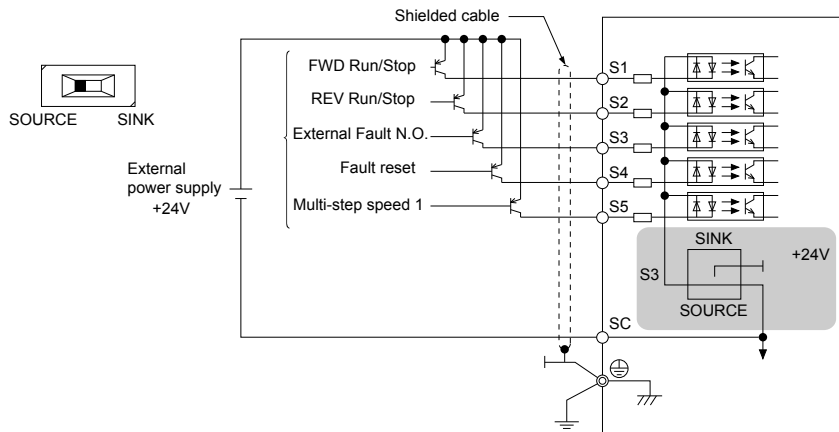 Shielded cable
FWD Run/Stop
REV Run/Stop
External Fault N.O.
Fault reset
Multi-step speed 1
SOURCE SINK
External
power supply
+24V
S1
S2
S3
S4
S5
SINK
+24V
S3
SOURCE
SC